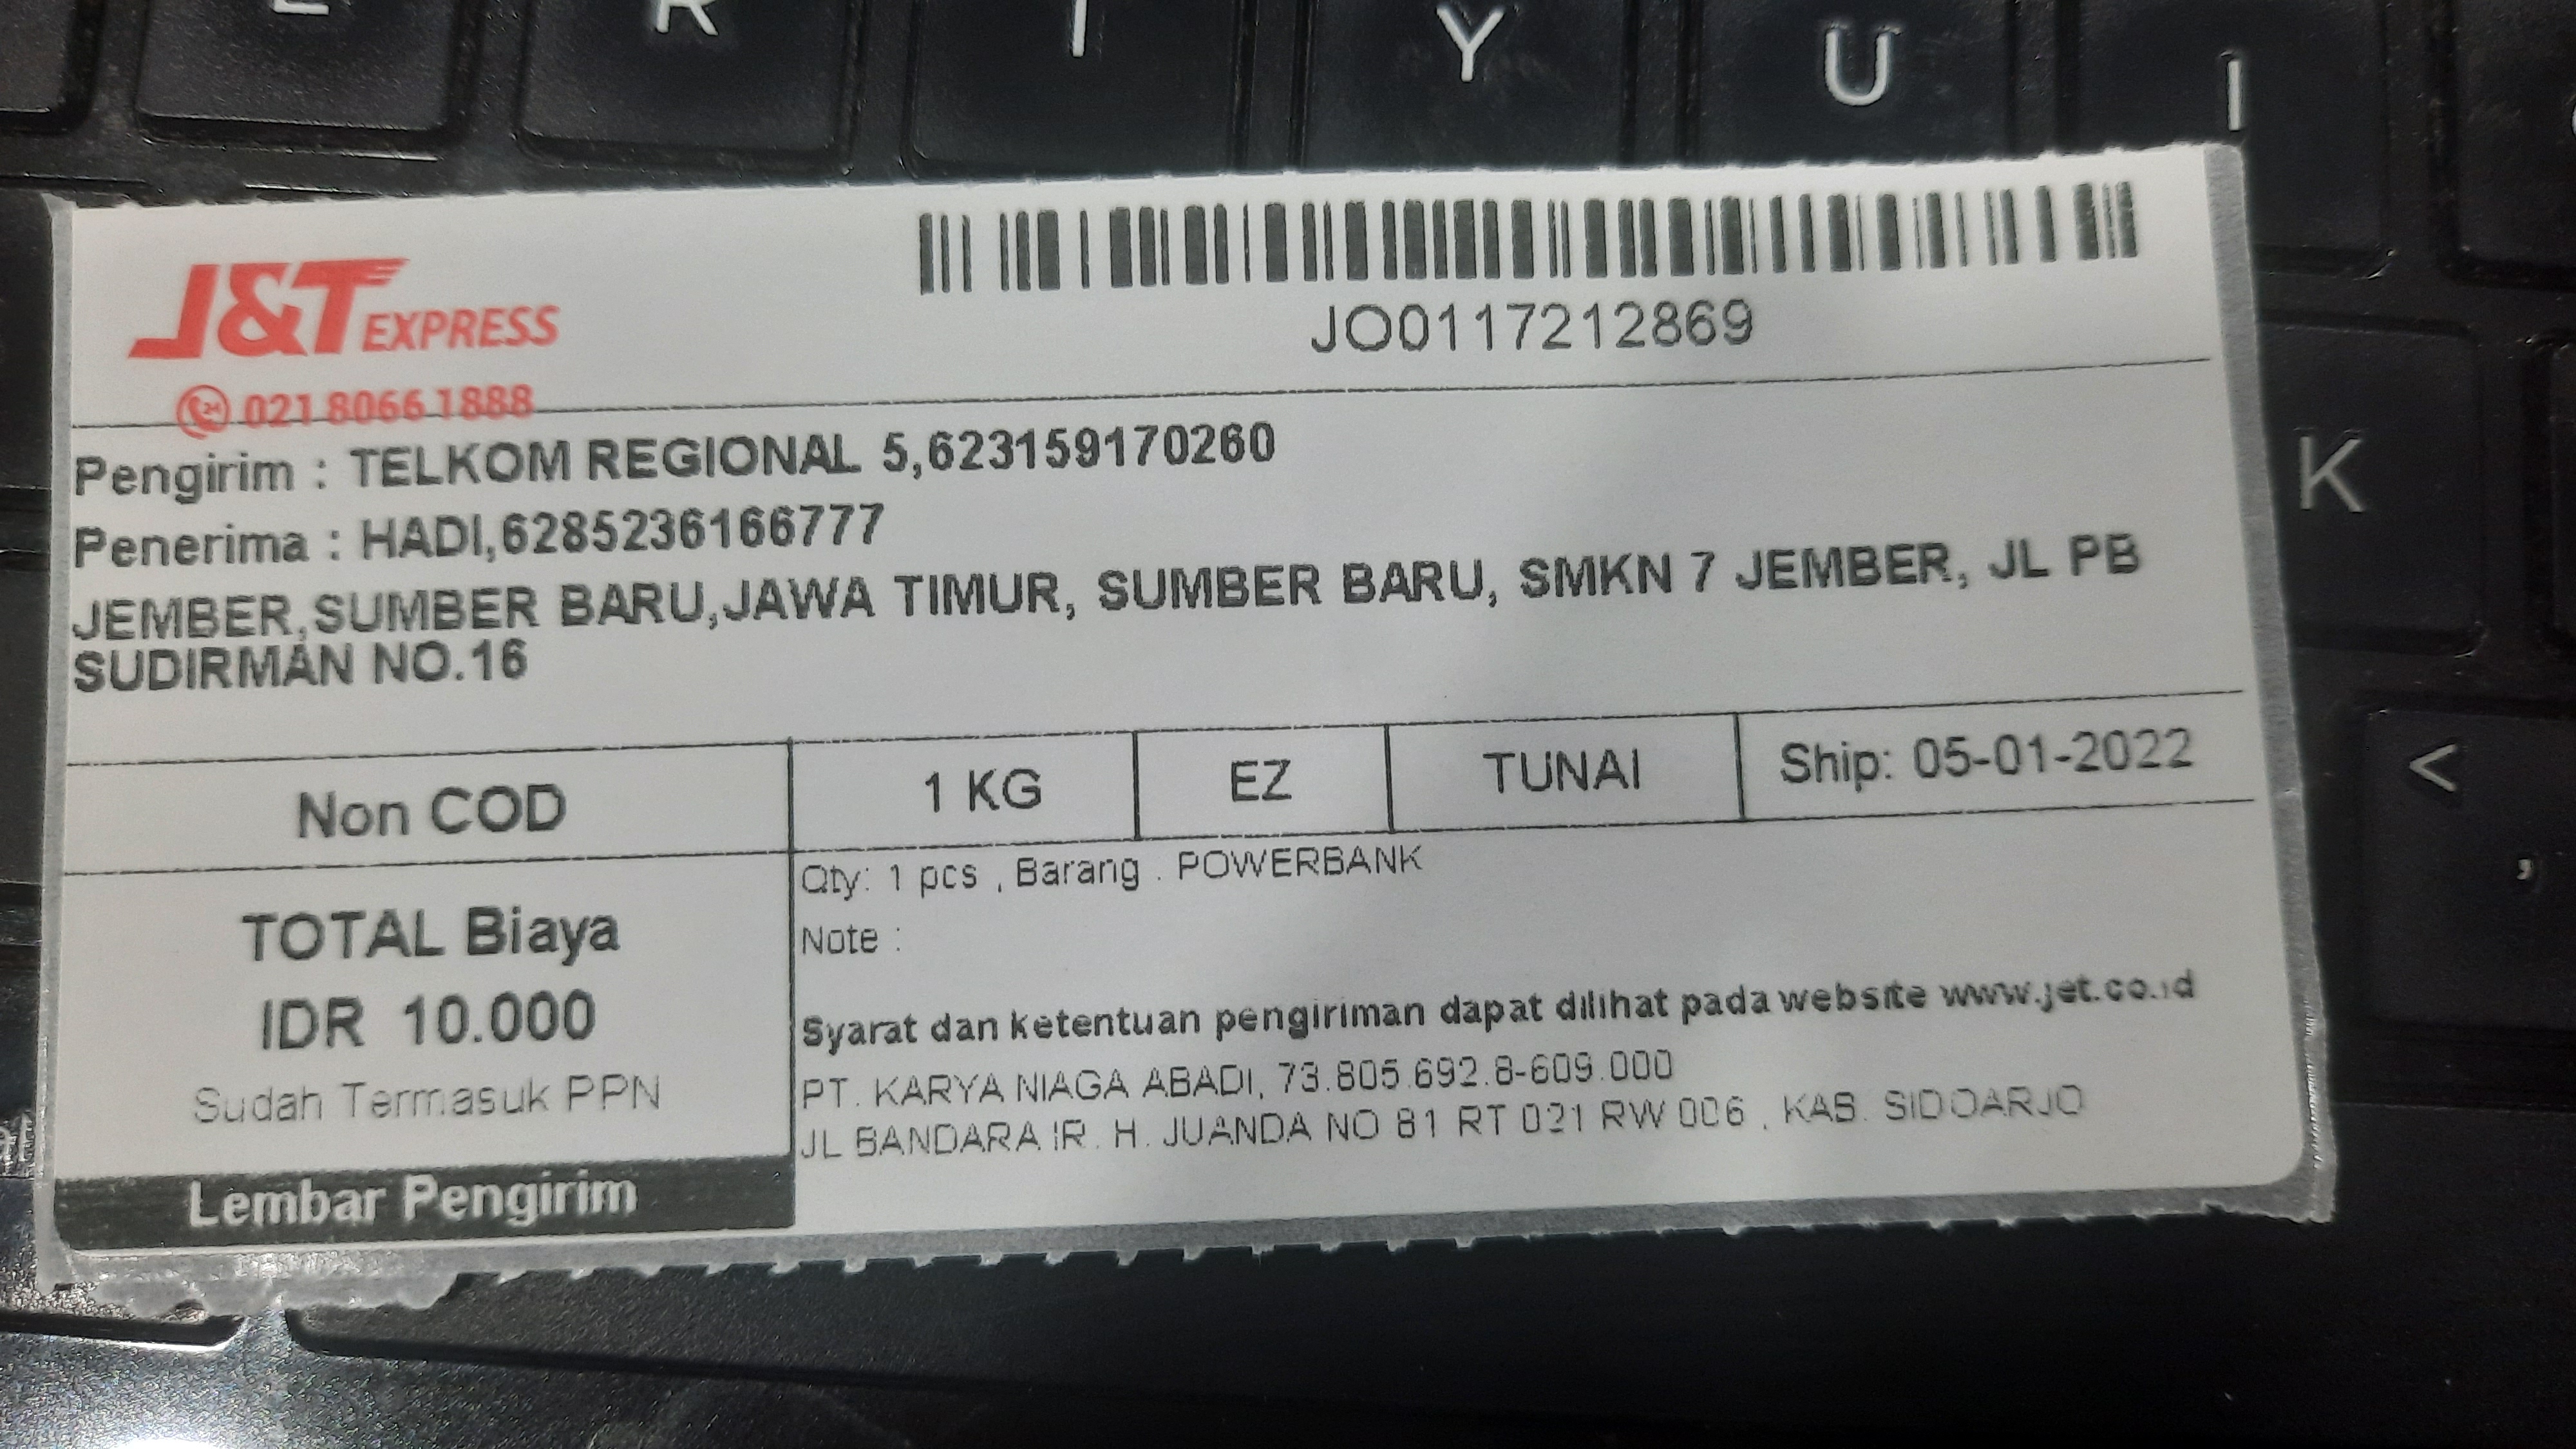 J&T EXPRESS
021 8066 1888
JO0117212869
Pengirim : TELKOM REGIONAL 5,623159170260
Penerima : HADI,6285236166777
JEMBER,SUMBER BARU,JAWA TIMUR, SUMBER BARU, SMKN 7 JEMBER, JL PB
SUDIRMAN NO.16
Non COD
1 KG
EZ
TUNAI
Ship: 05-01-2022
TOTAL Biaya
IDR 10.000
Sudah Termasuk PPN
Lembar Pengirim
Qty: 1 pcs , Barang . POWERBANK
Note :
Syarat dan ketentuan pengiriman dapat dilihat pada website www.jet.co.id
PT. KARYA NIAGA ABADI, 73.805.692.8-609.000
JL BANDARA IR. H. JUANDA NO 81 RT 021 RW 006 , KAB. SIDOARJO
R
T
Y
U
I
K
<
,